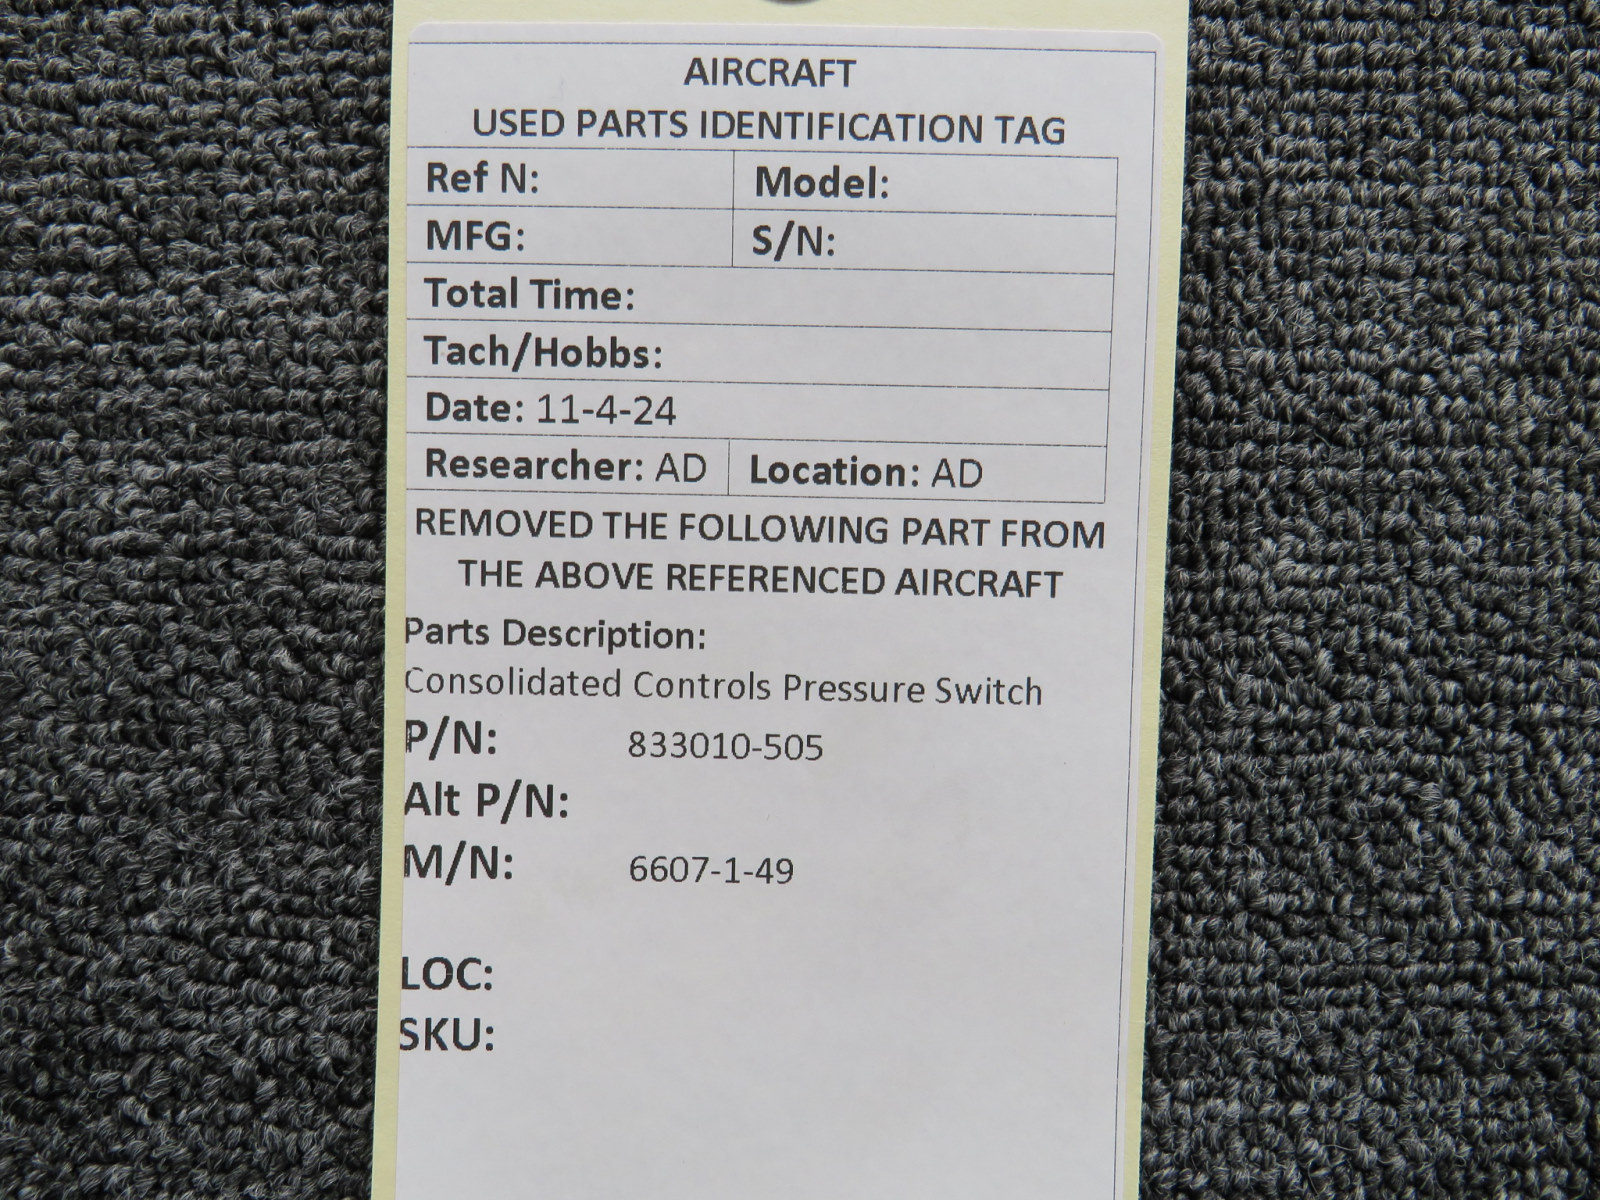 AIRCRAFT
USED PARTS IDENTIFICATION TAG
Ref N: Model:
MFG: S/N:
Total Time:
Tach/Hobbs:
Date: 11-4-24
Researcher: AD Location: AD
REMOVED THE FOLLOWING PART FROM
THE ABOVE REFERENCED AIRCRAFT
Parts Description:
Consolidated Controls Pressure Switch
P/N: 833010-505
Alt P/N:
M/N: 6607-1-49
LOC:
SKU: